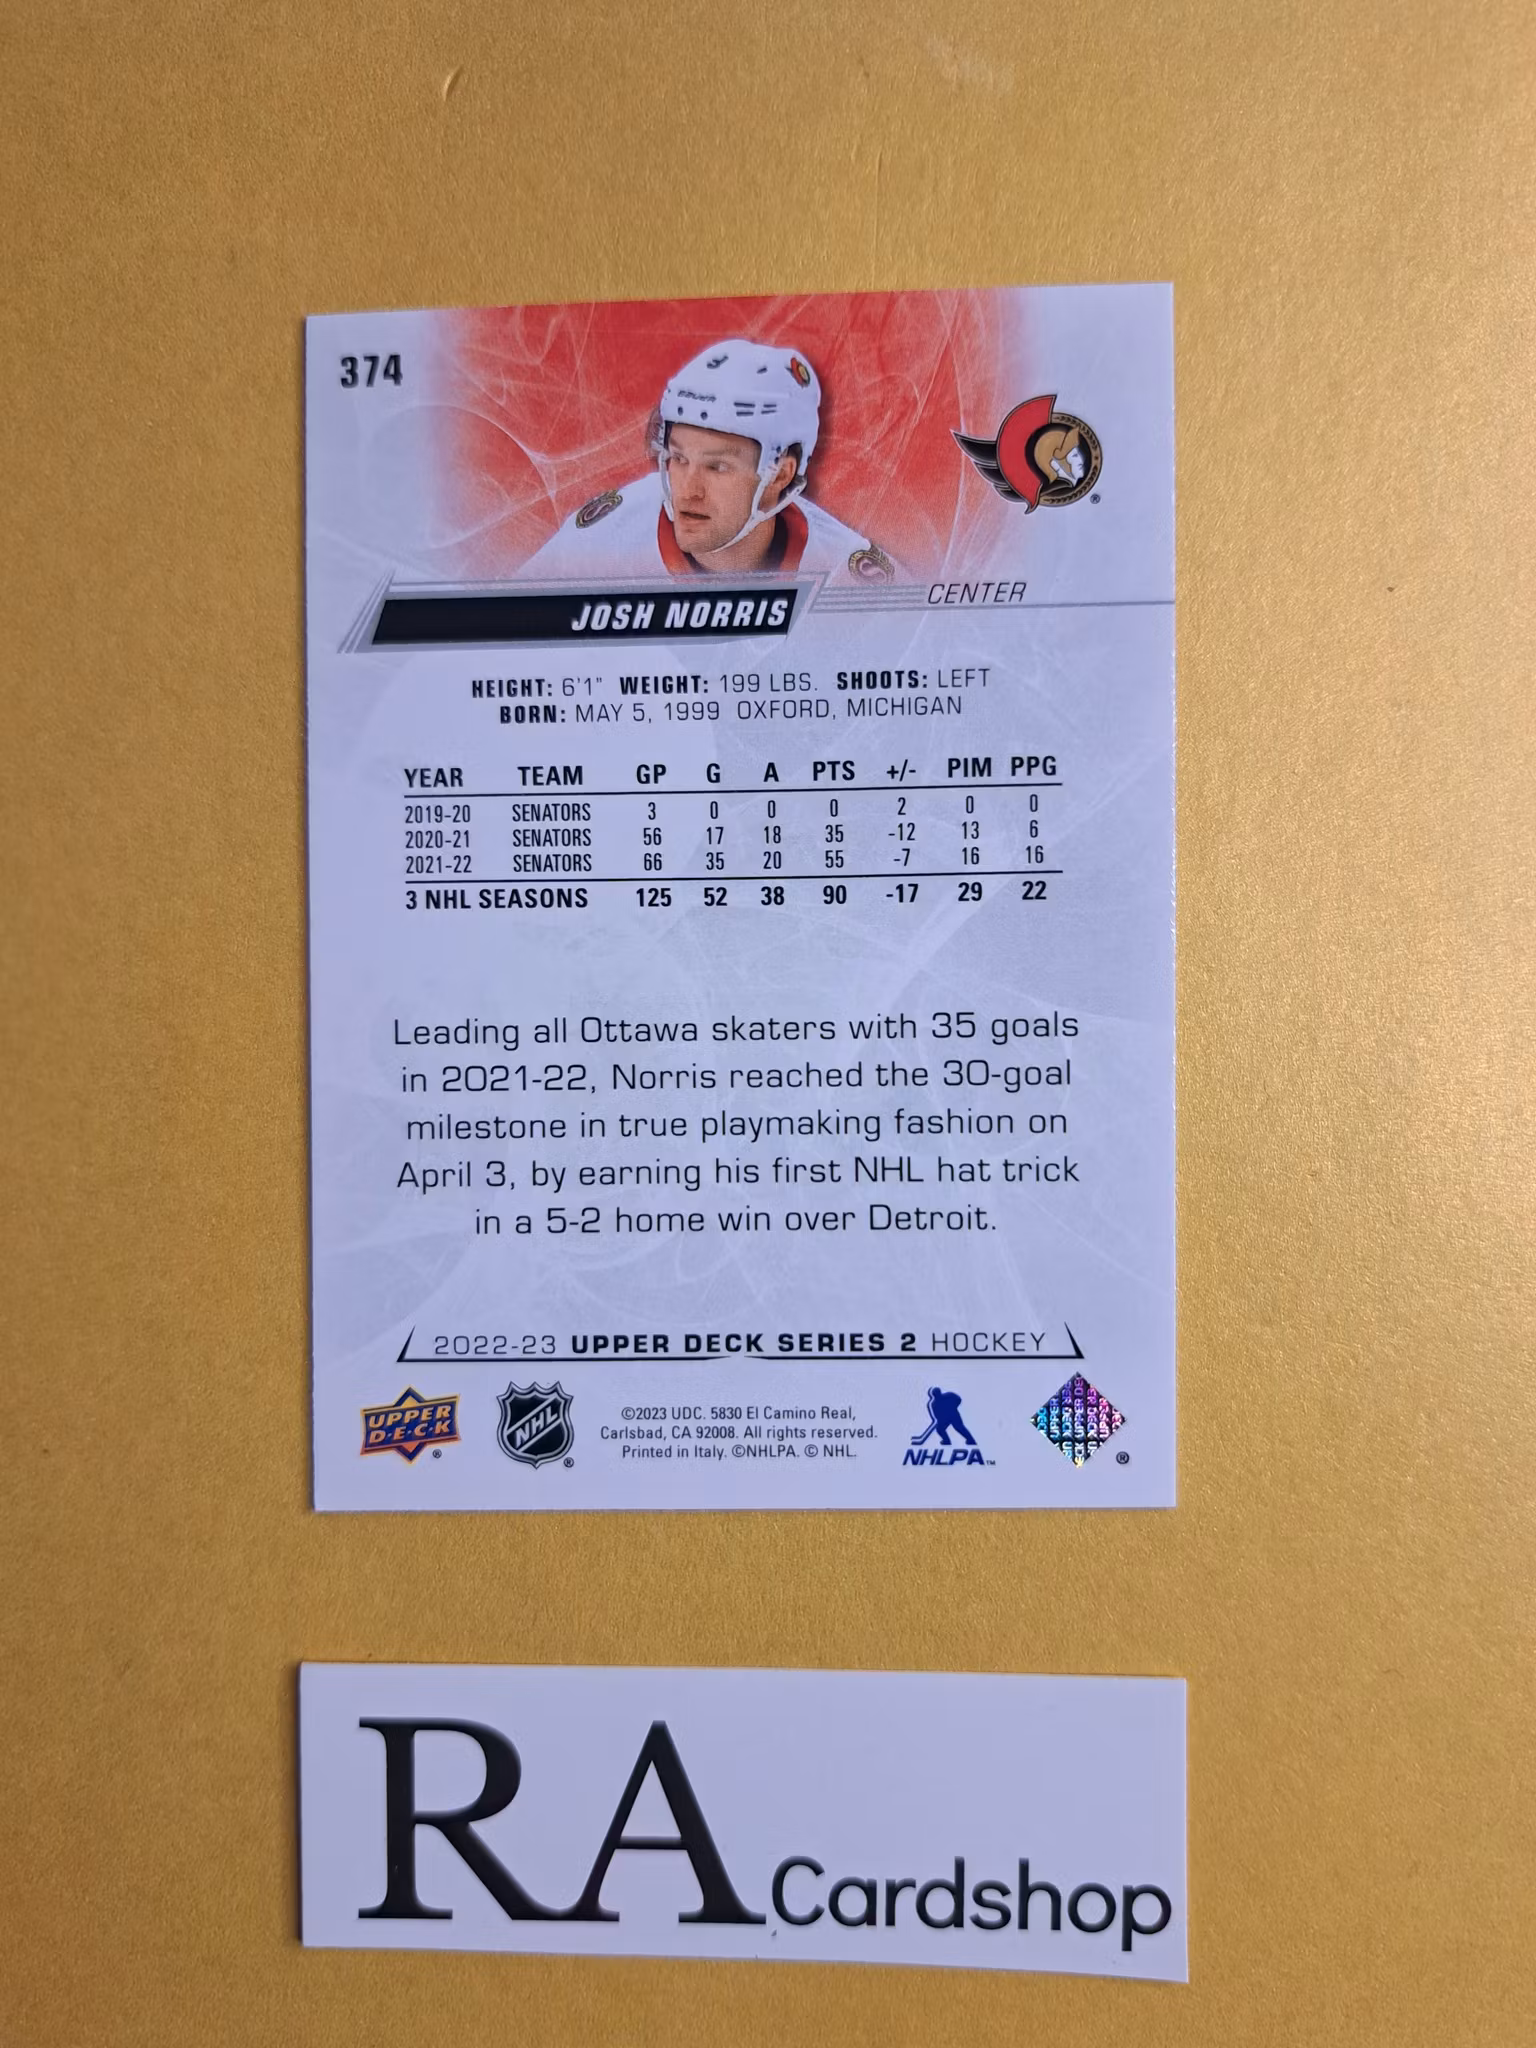 374
BAUER
JOSH NORRIS
CENTER
HEIGHT: 6'1" WEIGHT: 199 LBS. SHOOTS: LEFT
BORN: MAY 5, 1999 OXFORD, MICHIGAN
YEAR TEAM GP G A PTS +/- PIM PPG
2019-20 SENATORS 3 0 0 0 2 0 0
2020-21 SENATORS 56 17 18 35 -12 13 6
2021-22 SENATORS 66 35 20 55 -7 16 16
3 NHL SEASONS 125 52 38 90 -17 29 22
Leading all Ottawa skaters with 35 goals
in 2021-22, Norris reached the 30-goal
milestone in true playmaking fashion on
April 3, by earning his first NHL hat trick
in a 5-2 home win over Detroit.
2022-23 UPPER DECK SERIES 2 HOCKEY
UPPER
D·E·C·K ®
NHL ®
©2023 UDC. 5830 El Camino Real,
Carlsbad, CA 92008. All rights reserved.
Printed in Italy. ©NHLPA. © NHL.
NHLPA™
®
RA Cardshop